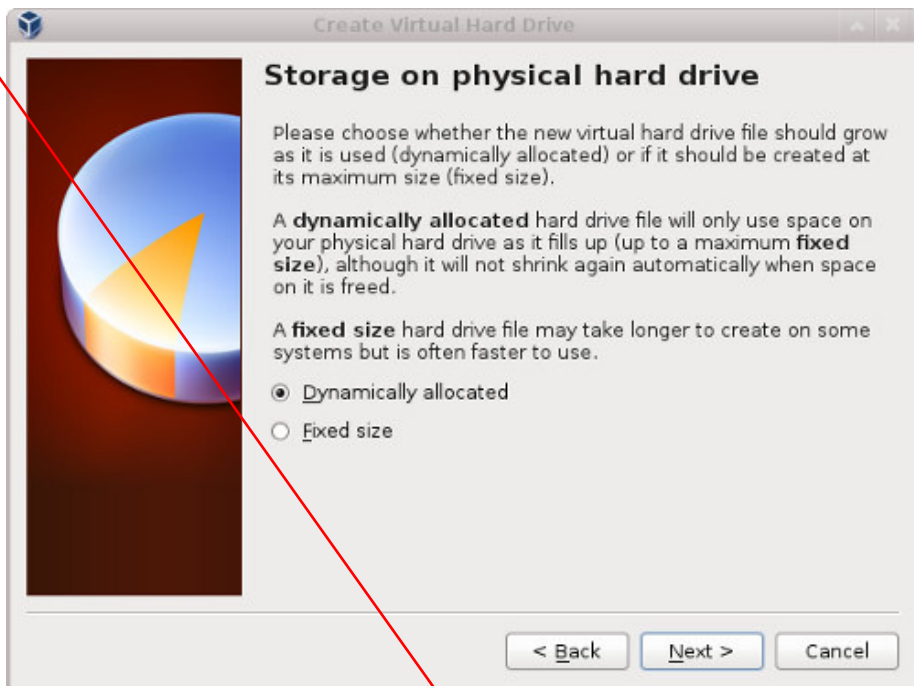 Create Virtual Hard Drive
Storage on physical hard drive
Please choose whether the new virtual hard drive file should grow
as it is used (dynamically allocated) or if it should be created at
its maximum size (fixed size).
A dynamically allocated hard drive file will only use space on
your physical hard drive as it fills up (up to a maximum fixed
size), although it will not shrink again automatically when space
on it is freed.
A fixed size hard drive file may take longer to create on some
systems but is often faster to use.
Dynamically allocated
Fixed size
< Back Next > Cancel